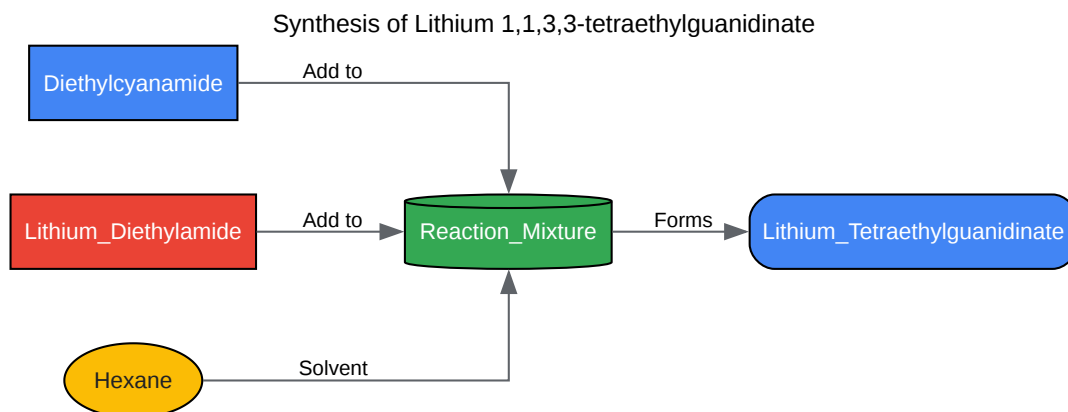 Synthesis of Lithium 1,1,3,3-tetraethylguanidinate
Diethylcyanamide
Add to
Lithium_Diethylamide
Add to
Reaction_Mixture
Forms
Lithium_Tetraethylguanidinate
Hexane
Solvent